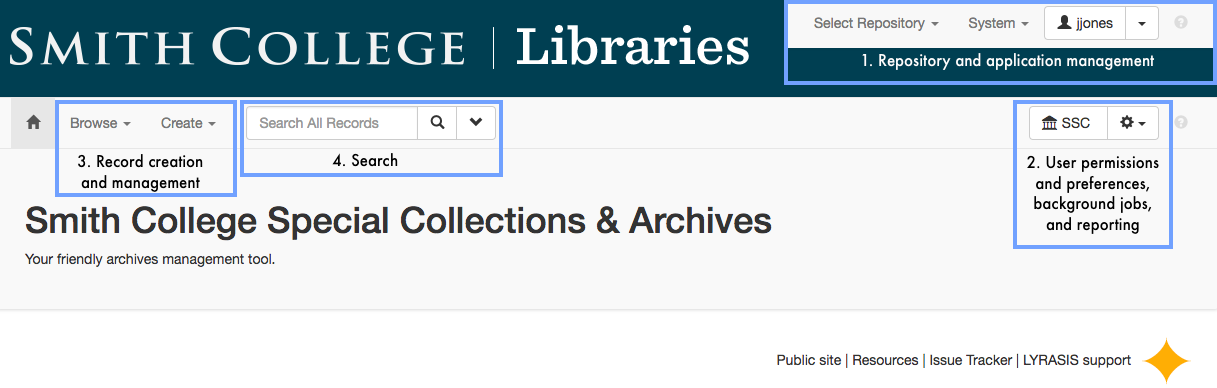 Select Repository System jjones
SMITH COLLEGE | Libraries
1. Repository and application management
Browse Create Search All Records SSC
3. Record creation
and management
4. Search
2. User permissions
and preferences,
background jobs,
and reporting
Smith College Special Collections & Archives
Your friendly archives management tool.
Public site | Resources | Issue Tracker | LYRASIS support